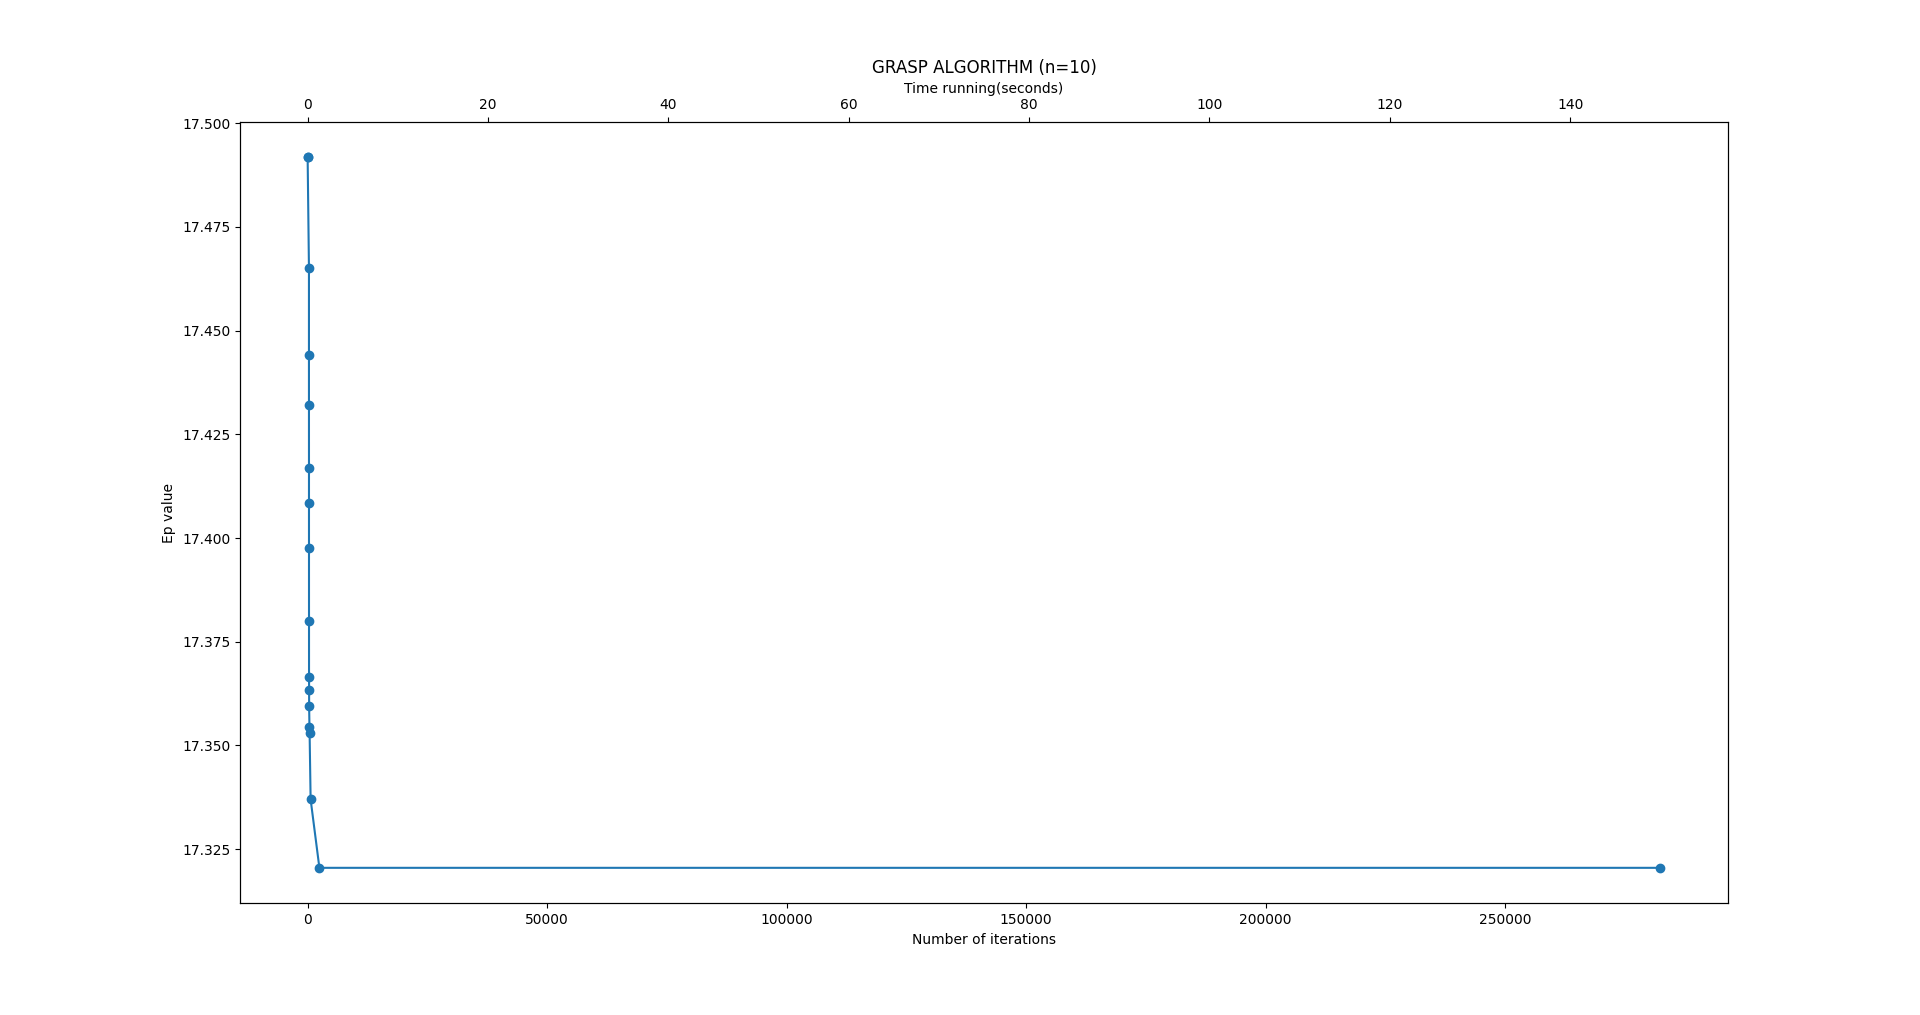 GRASP ALGORITHM (n=10)
Time running(seconds)
0 20 40 60 80 100 120 140
17.500
17.475
17.450
17.425
17.400
17.375
17.350
17.325
Ep value
0 50000 100000 150000 200000 250000
Number of iterations